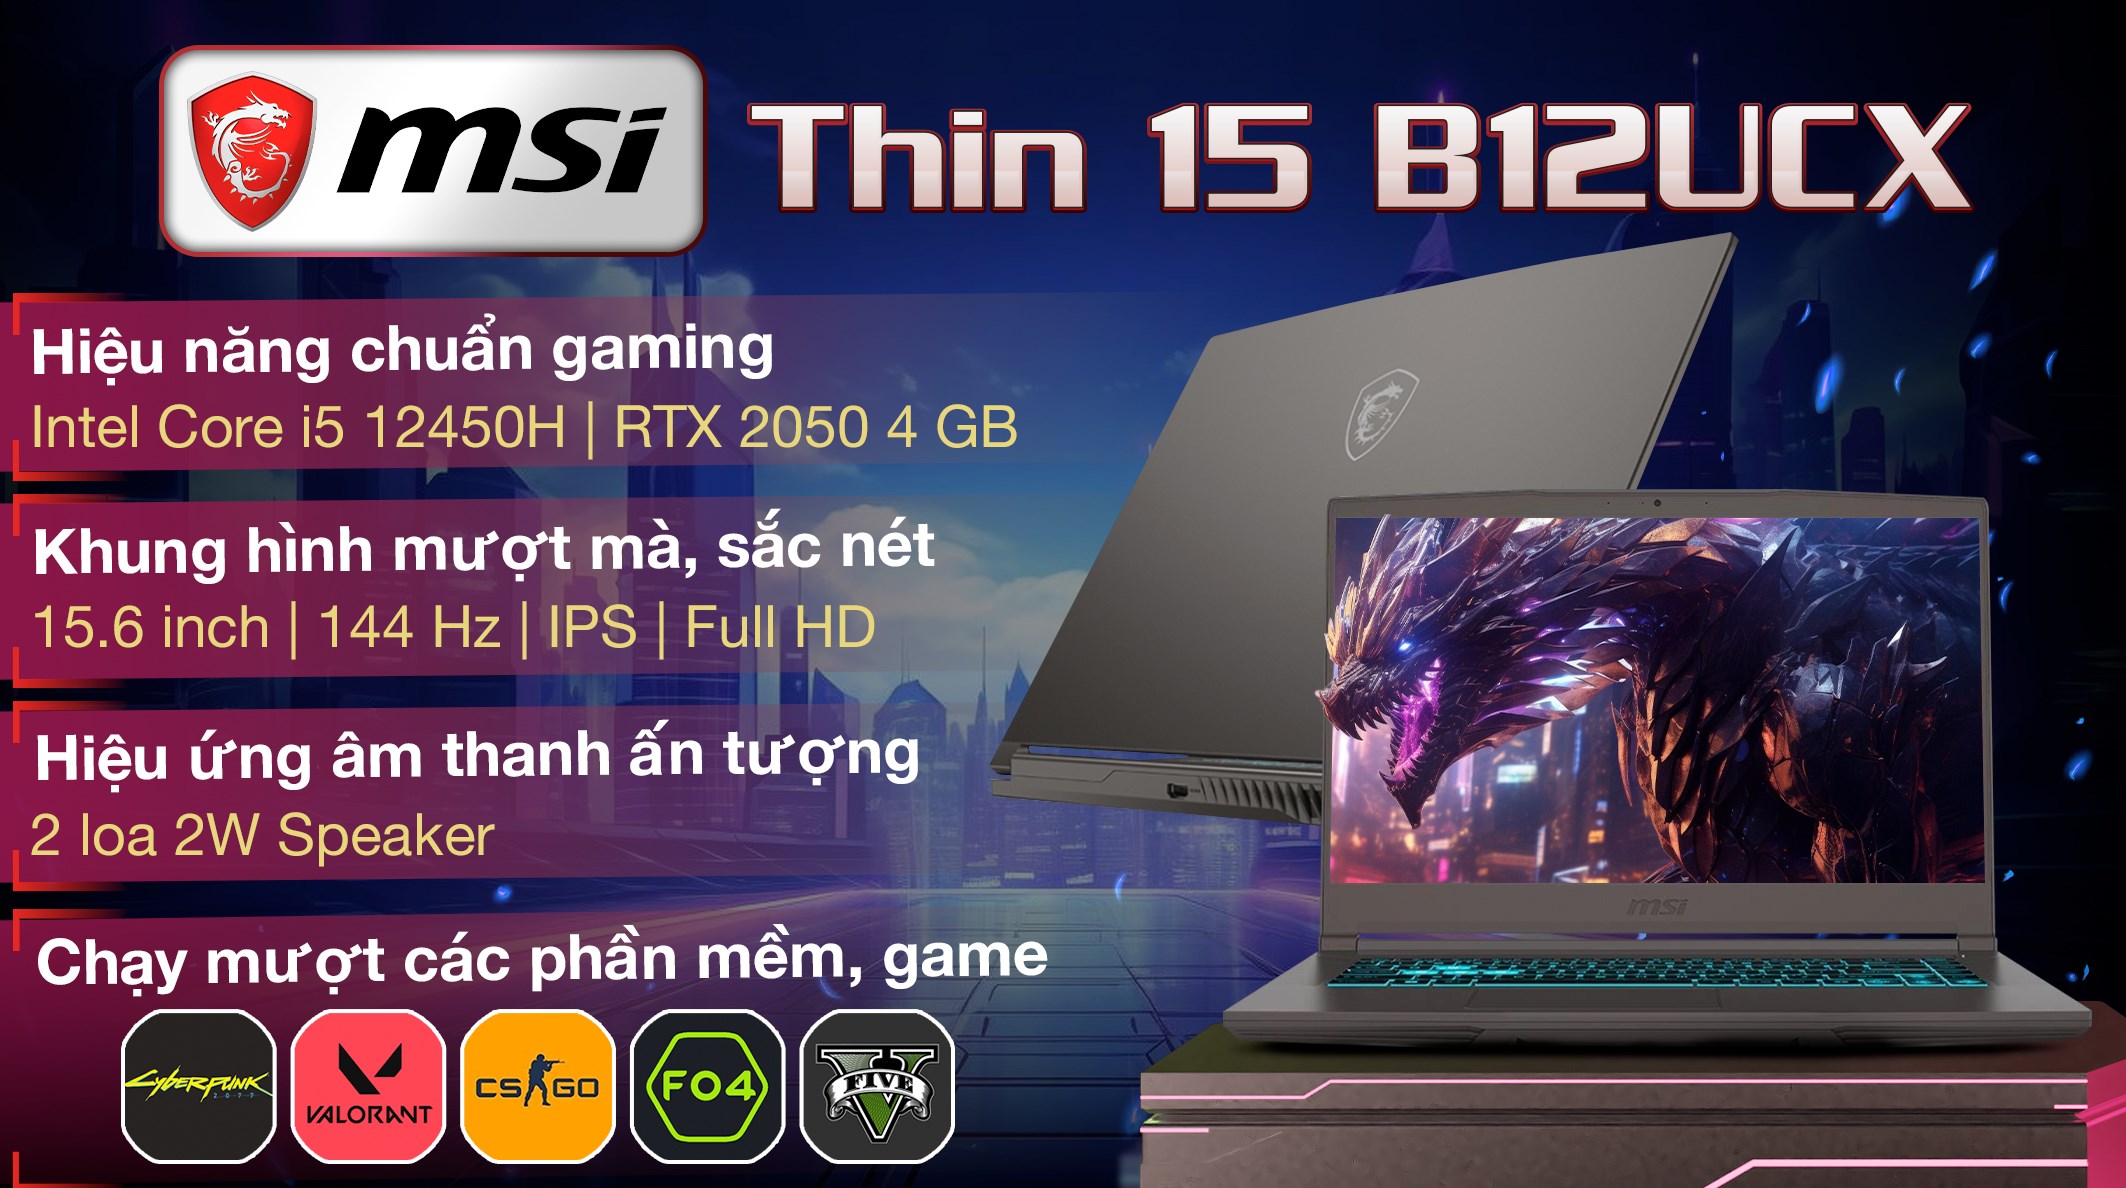 msi Thin 15 B12UCX
Hiệu năng chuẩn gaming
Intel Core i5 12450H | RTX 2050 4 GB
Khung hình mượt mà, sắc nét
15.6 inch | 144 Hz | IPS | Full HD
Hiệu ứng âm thanh ấn tượng
2 loa 2W Speaker
msi
Chạy mượt các phần mềm, game
CYBERPUNK
2077
VALORANT
CS GO
FO4
V
FIVE